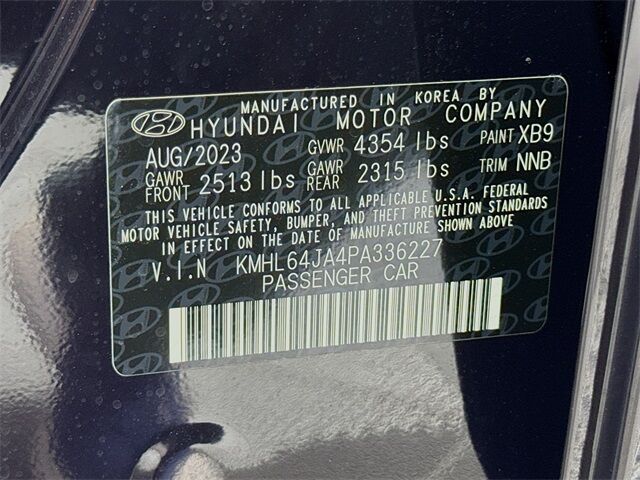 MANUFACTURED IN KOREA BY
HYUNDAI MOTOR COMPANY
AUG/2023 GVWR 4354 lbs PAINT XB9
GAWR FRONT 2513 lbs GAWR REAR 2315 lbs TRIM NNB
THIS VEHICLE CONFORMS TO ALL APPLICABLE U.S.A. FEDERAL
MOTOR VEHICLE SAFETY, BUMPER, AND THEFT PREVENTION STANDARDS
IN EFFECT ON THE DATE OF MANUFACTURE SHOWN ABOVE
V.I.N KMHL64JA4PA336227
PASSENGER CAR